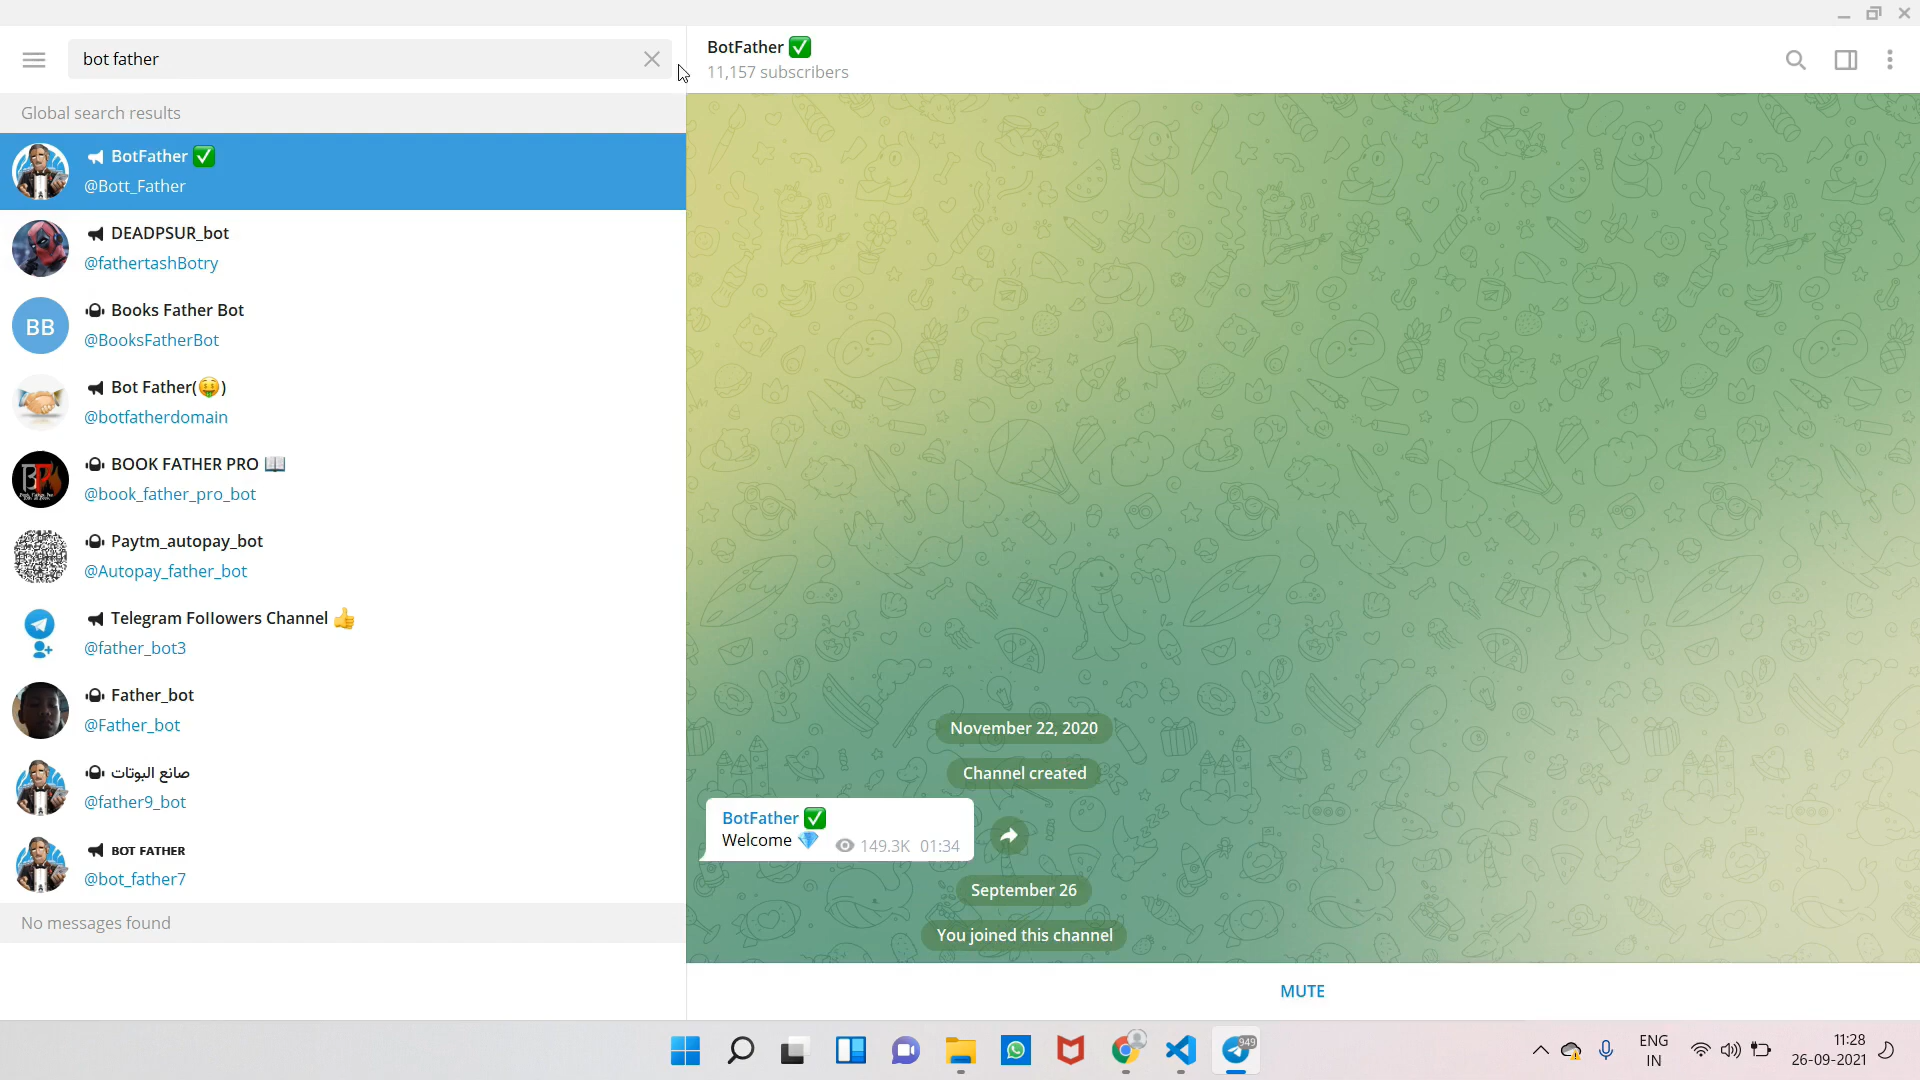 bot father
Global search results
BotFather ✅
@Bott_Father
DEADPSUR_bot
@fathertashBotry
BB
Books Father Bot
@BooksFatherBot
Bot Father(🤑)
@botfatherdomain
BOOK FATHER PRO 📖
@book_father_pro_bot
Paytm_autopay_bot
@Autopay_father_bot
Telegram Followers Channel 👍
@father_bot3
Father_bot
@Father_bot
صانع البوتات
@father9_bot
BOT FATHER
@bot_father7
No messages found
BotFather ✅
11,157 subscribers
November 22, 2020
Channel created
BotFather ✅
Welcome 💎 149.3K 01:34
September 26
You joined this channel
MUTE
949
ENG
IN
11:28
26-09-2021